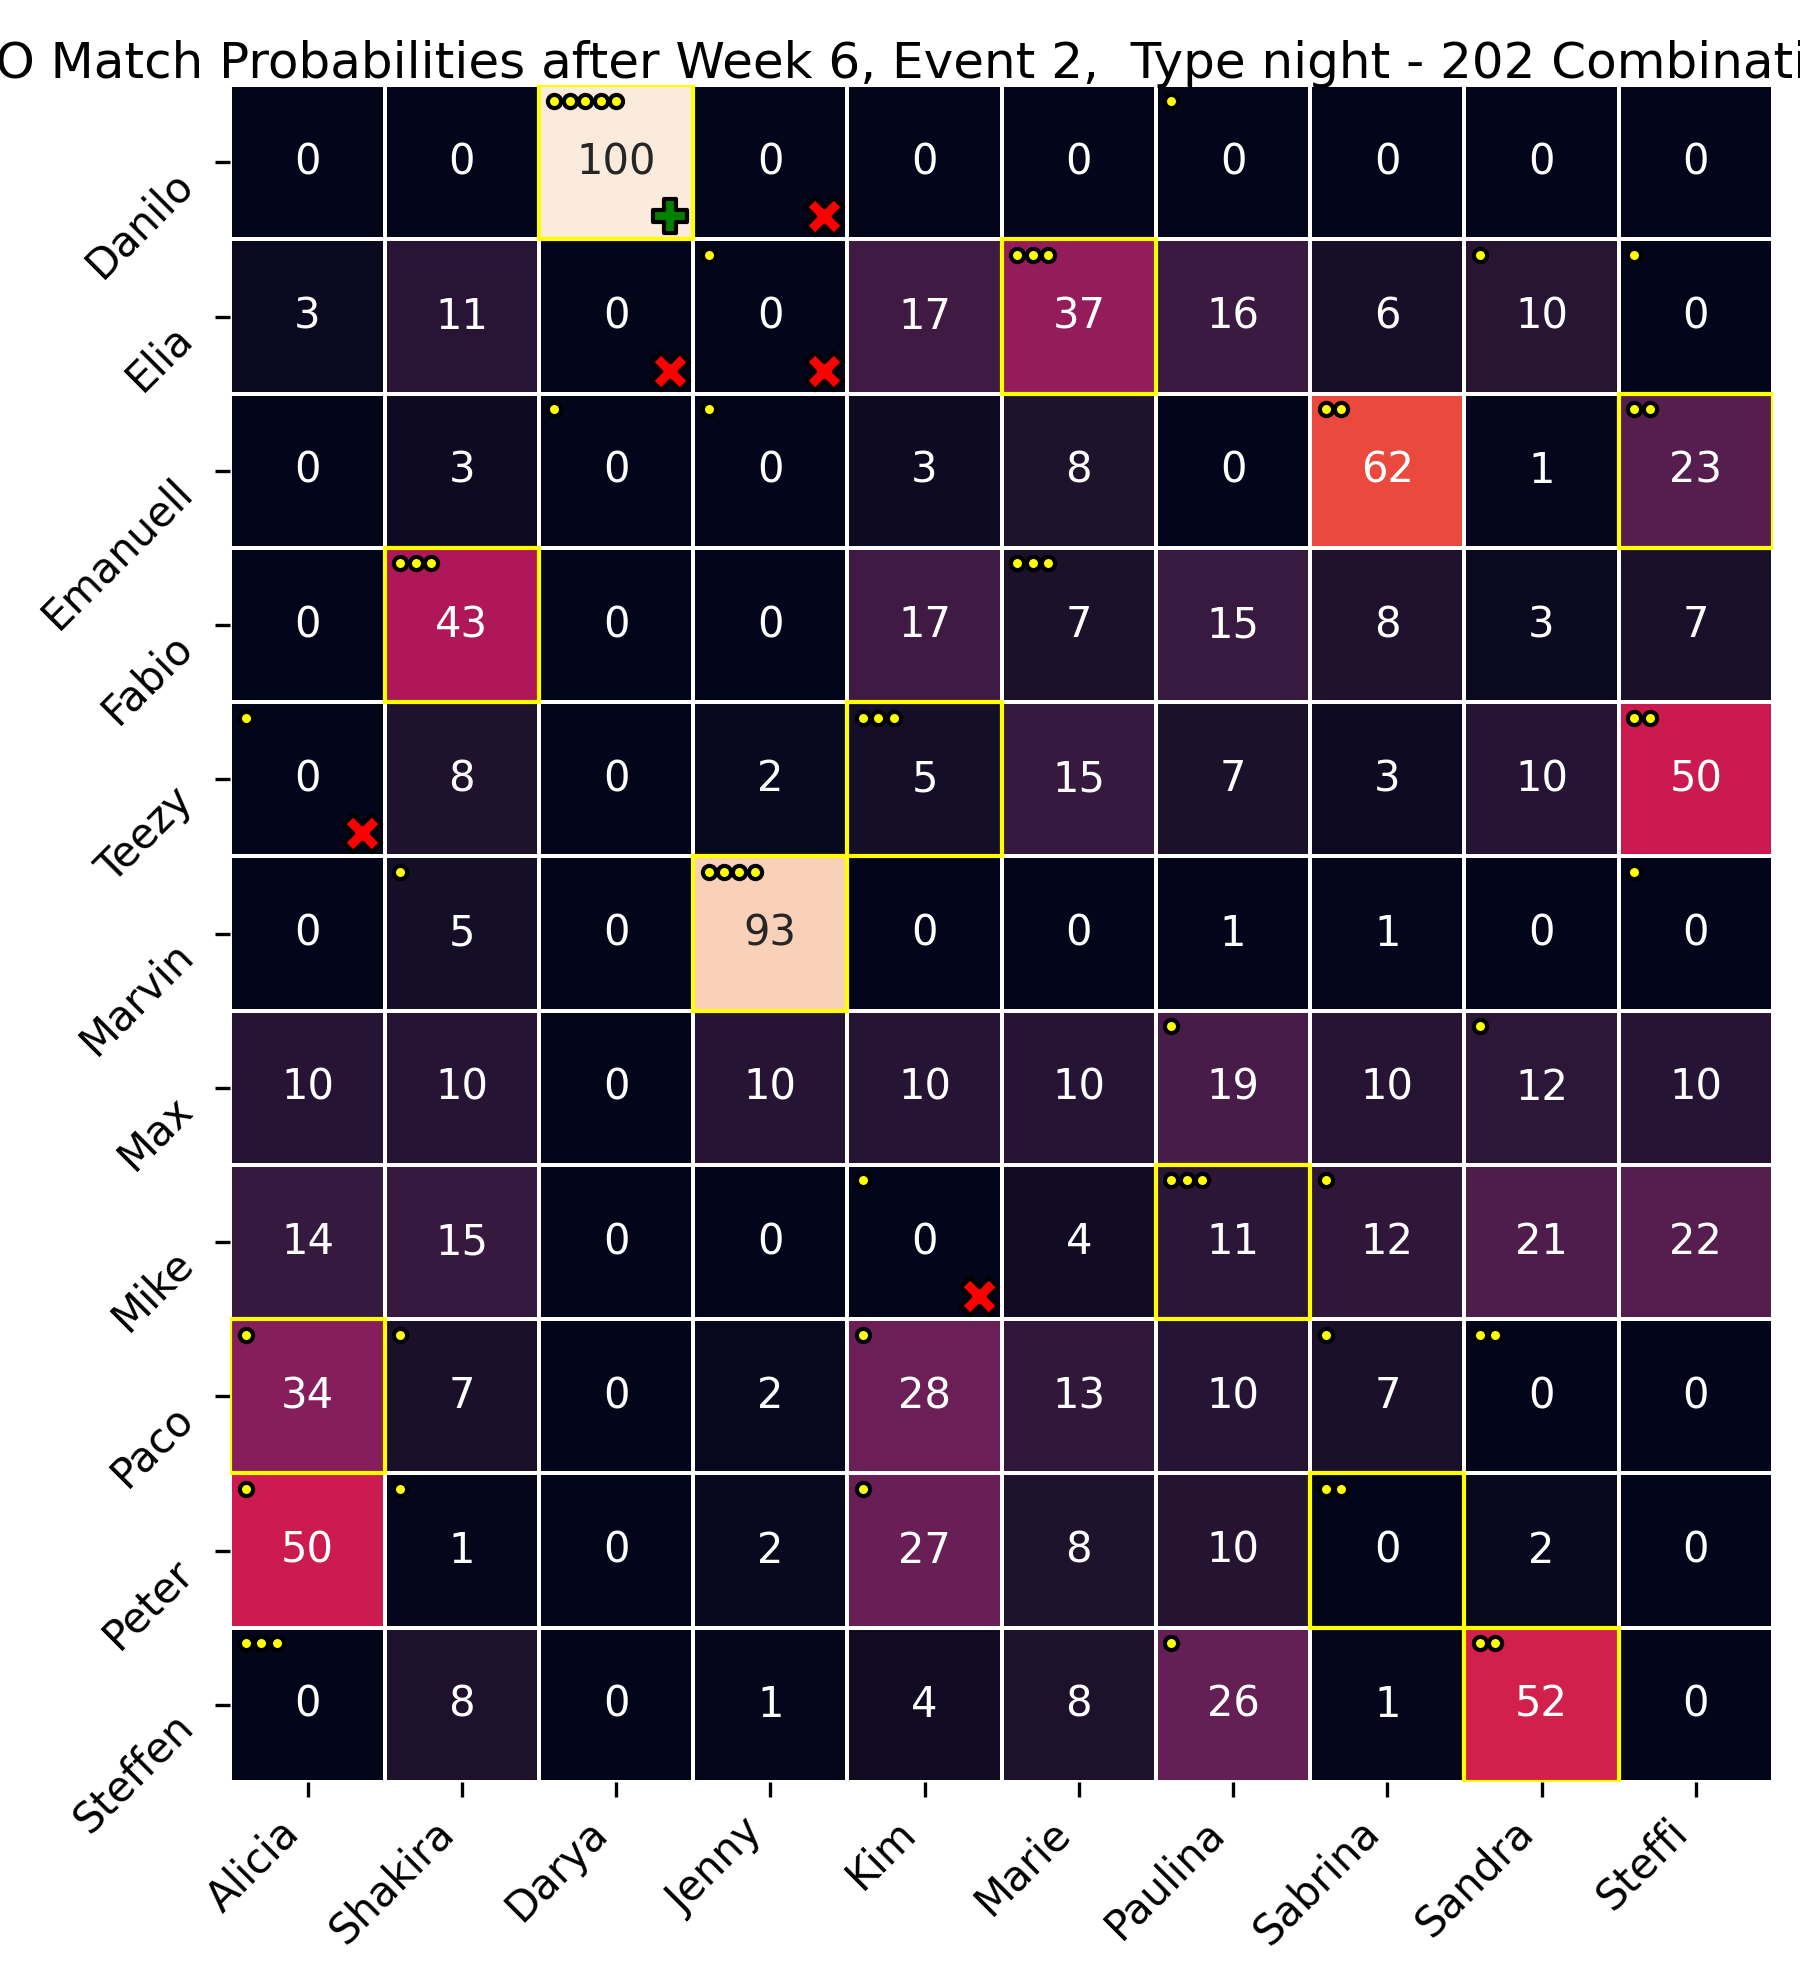 O Match Probabilities after Week 6, Event 2, Type night - 202 Combinati
Danilo 0 0 100 0 0 0 0 0 0 0
Elia 3 11 0 0 17 37 16 6 10 0
Emanuell 0 3 0 0 3 8 0 62 1 23
Fabio 0 43 0 0 17 7 15 8 3 7
Teezy 0 8 0 2 5 15 7 3 10 50
Marvin 0 5 0 93 0 0 1 1 0 0
Max 10 10 0 10 10 10 19 10 12 10
Mike 14 15 0 0 0 4 11 12 21 22
Paco 34 7 0 2 28 13 10 7 0 0
Peter 50 1 0 2 27 8 10 0 2 0
Steffen 0 8 0 1 4 8 26 1 52 0
Alicia Shakira Darya Jenny Kim Marie Paulina Sabrina Sandra Steffi